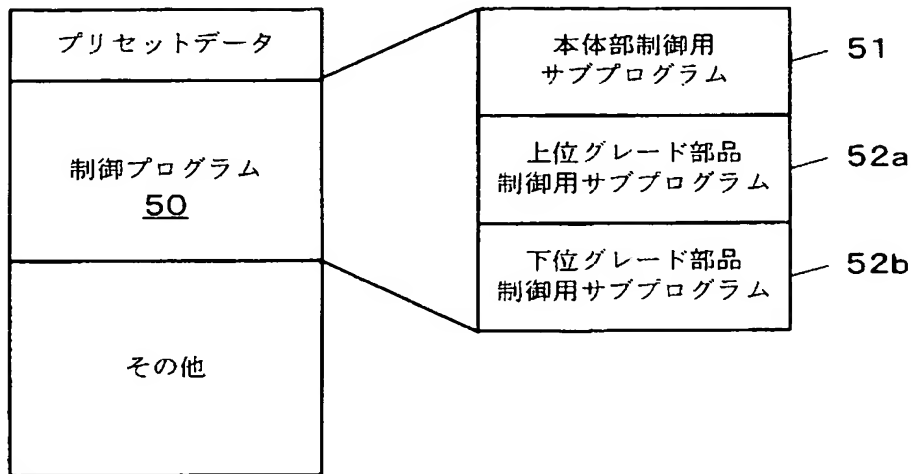 プリセットデータ
制御プログラム
50
その他
本体部制御用
サブプログラム
51
上位グレード部品
制御用サブプログラム
52a
下位グレード部品
制御用サブプログラム
52b